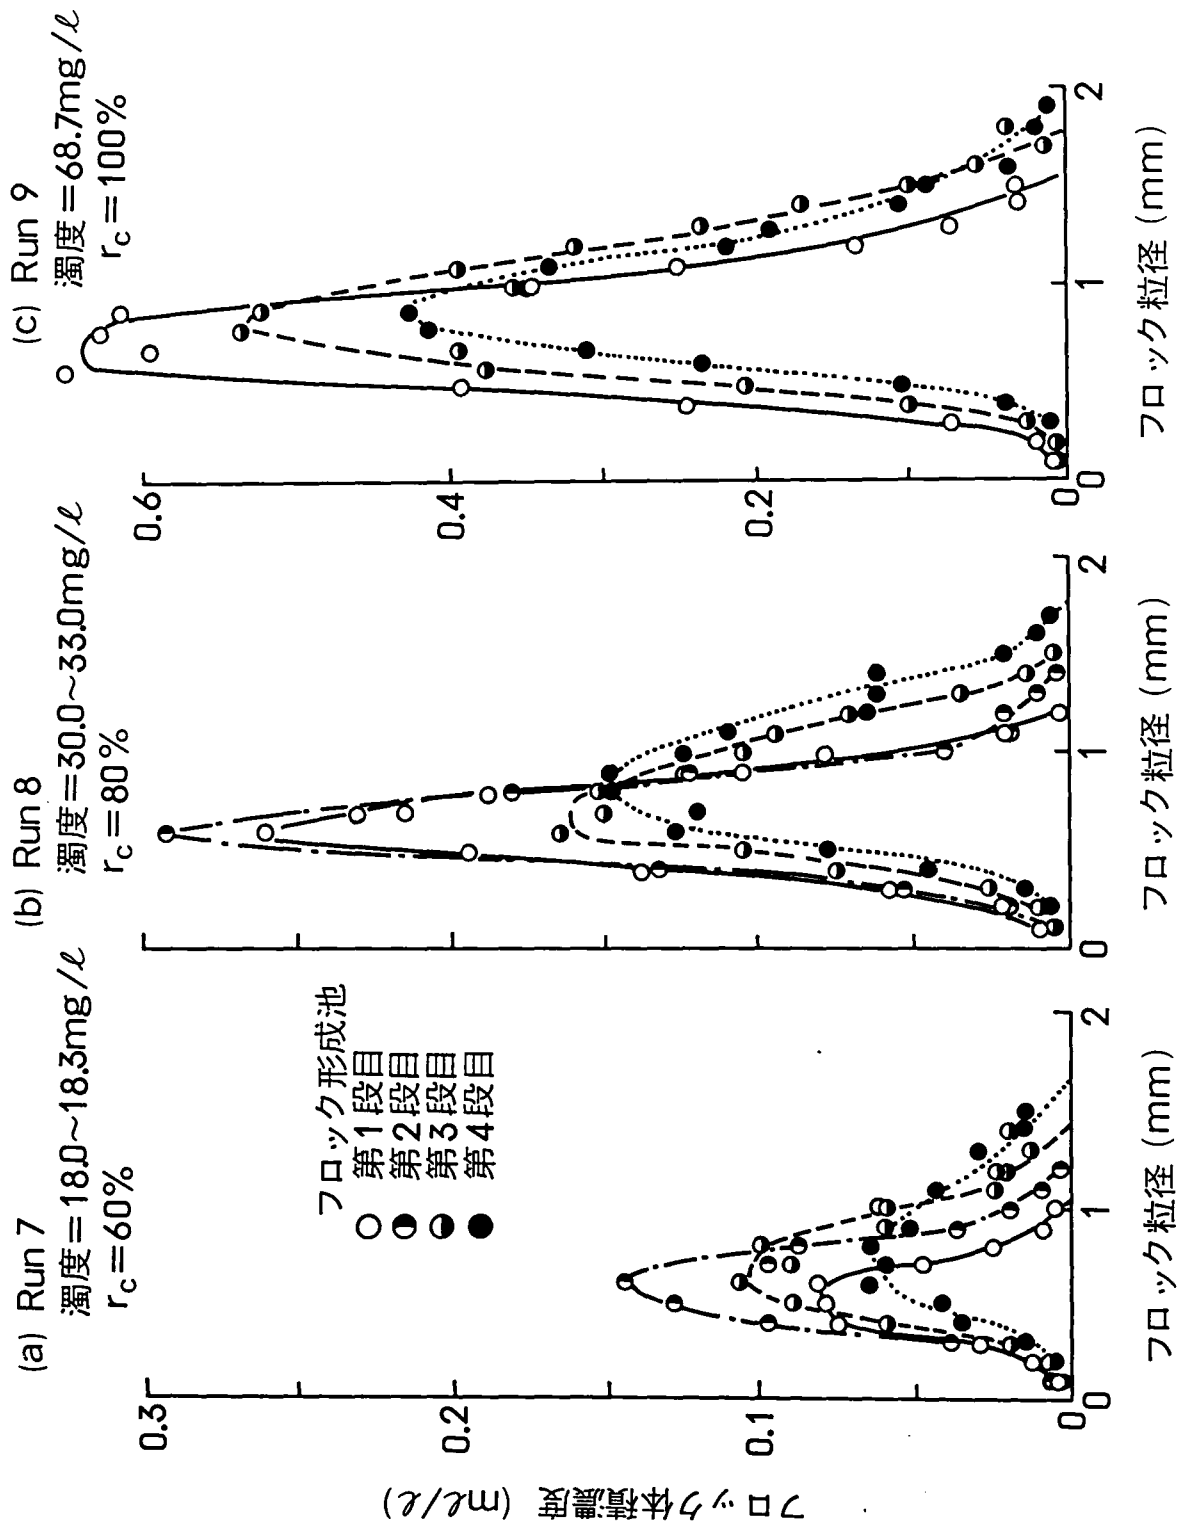 (a) Run 7
濁度=18.0~18.3mg/ℓ
rc=60%
(b) Run 8
濁度=30.0~33.0mg/ℓ
rc=80%
(c) Run 9
濁度=68.7mg/ℓ
rc=100%
フロック形成池
第1段目
第2段目
第3段目
第4段目
フロック体積濃度 (mℓ/ℓ)
0.3
0.2
0.1
0
0.6
0.4
0.2
0
0 1 2
0 1 2
0 1 2
フロック粒径 (mm)
フロック粒径 (mm)
フロック粒径 (mm)